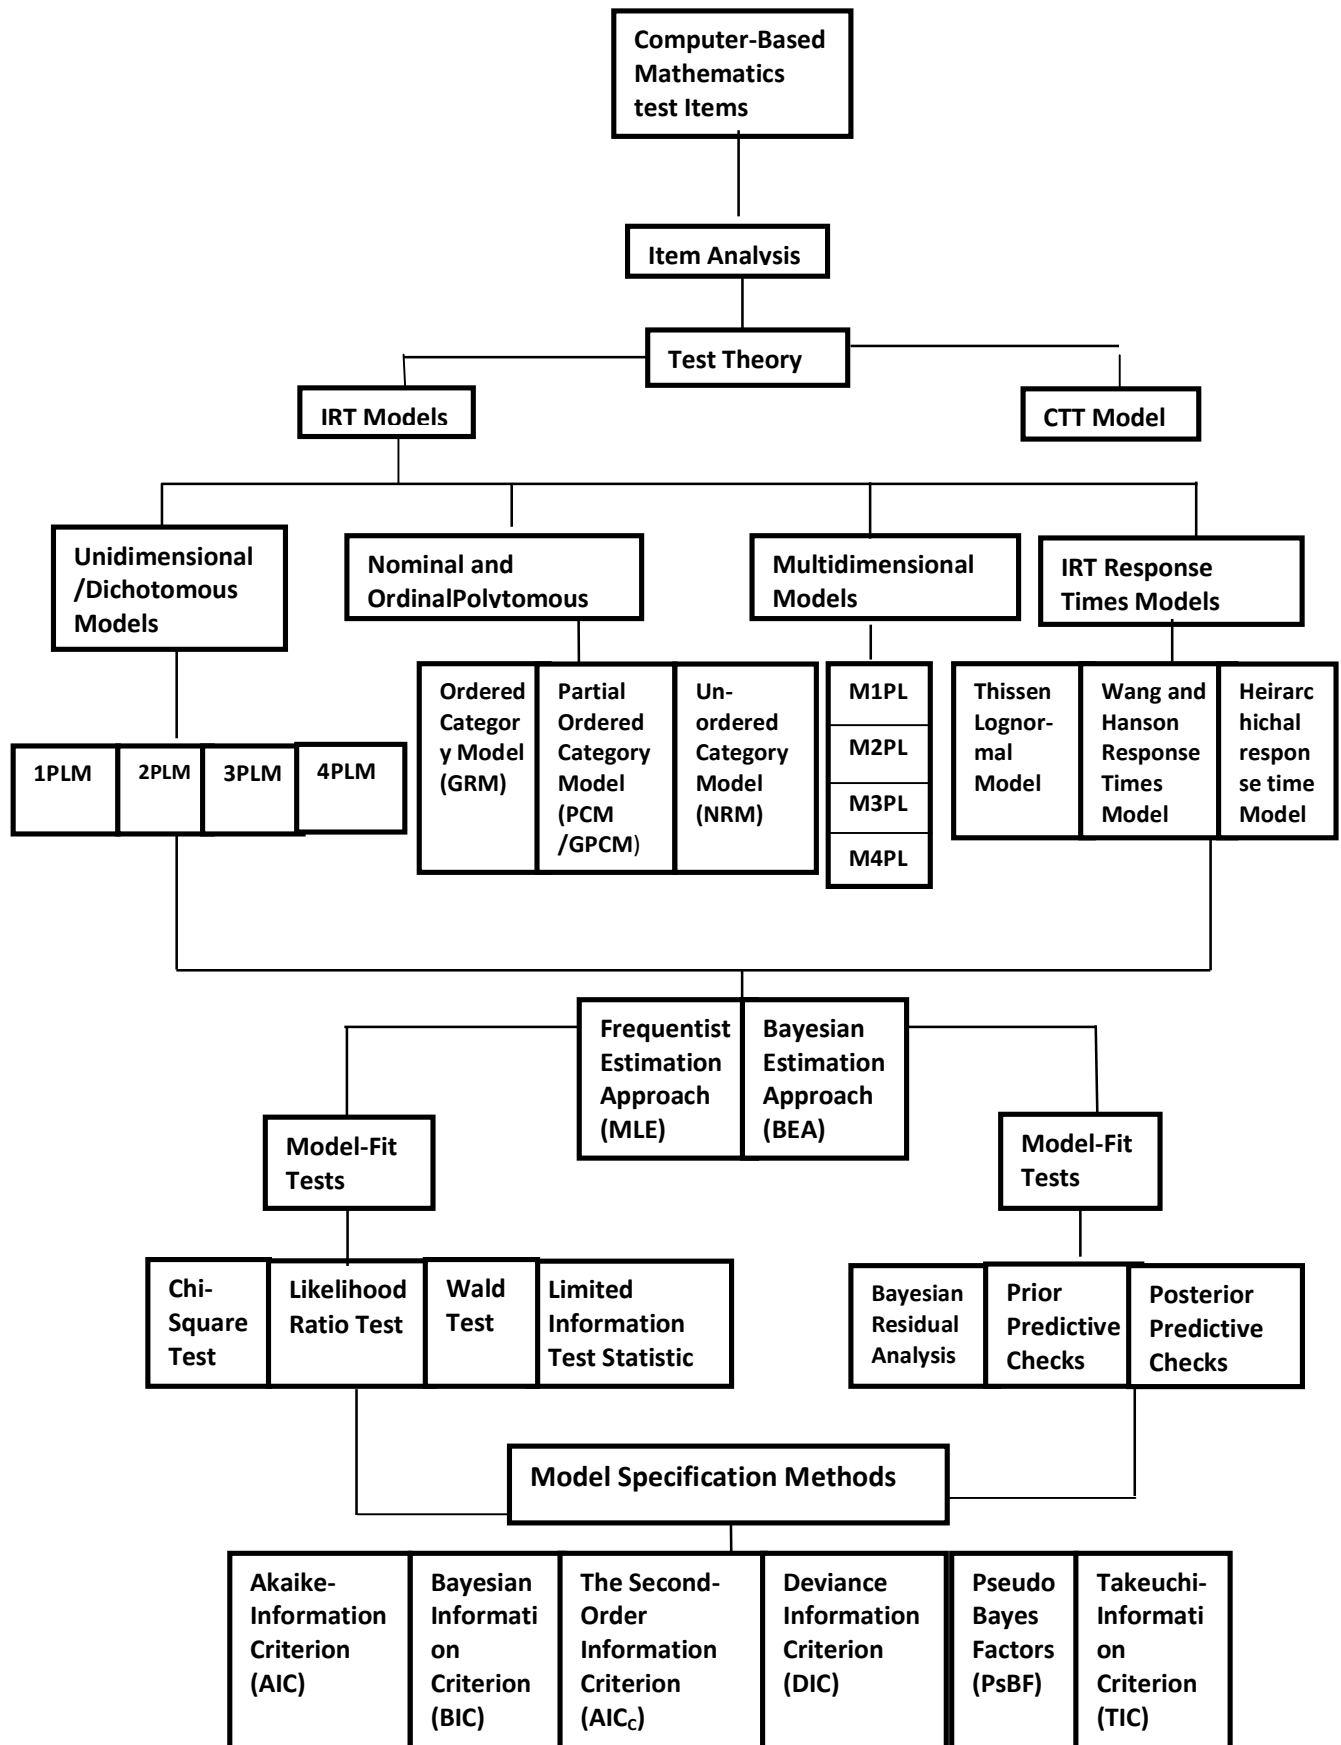 Computer-Based
Mathematics
test Items
Item Analysis
Test Theory
IRT Models
CTT Model
Unidimensional
/Dichotomous
Models
Nominal and
OrdinalPolytomous
Multidimensional
Models
IRT Response
Times Models
1PLM
2PLM
3PLM
4PLM
Ordered
Categor
y Model
(GRM)
Partial
Ordered
Category
Model
(PCM
/GPCM)
Un-
ordered
Category
Model
(NRM)
M1PL
M2PL
M3PL
M4PL
Thissen
Lognor-
mal
Model
Wang and
Hanson
Response
Times
Model
Heirarc
hichal
respon
se time
Model
Frequentist
Estimation
Approach
(MLE)
Bayesian
Estimation
Approach
(BEA)
Model-Fit
Tests
Model-Fit
Tests
Chi-
Square
Test
Likelihood
Ratio Test
Wald
Test
Limited
Information
Test Statistic
Bayesian
Residual
Analysis
Prior
Predictive
Checks
Posterior
Predictive
Checks
Model Specification Methods
Akaike-
Information
Criterion
(AIC)
Bayesian
Informati
on
Criterion
(BIC)
The Second-
Order
Information
Criterion
(AICc)
Deviance
Information
Criterion
(DIC)
Pseudo
Bayes
Factors
(PsBF)
Takeuchi-
Informati
on
Criterion
(TIC)